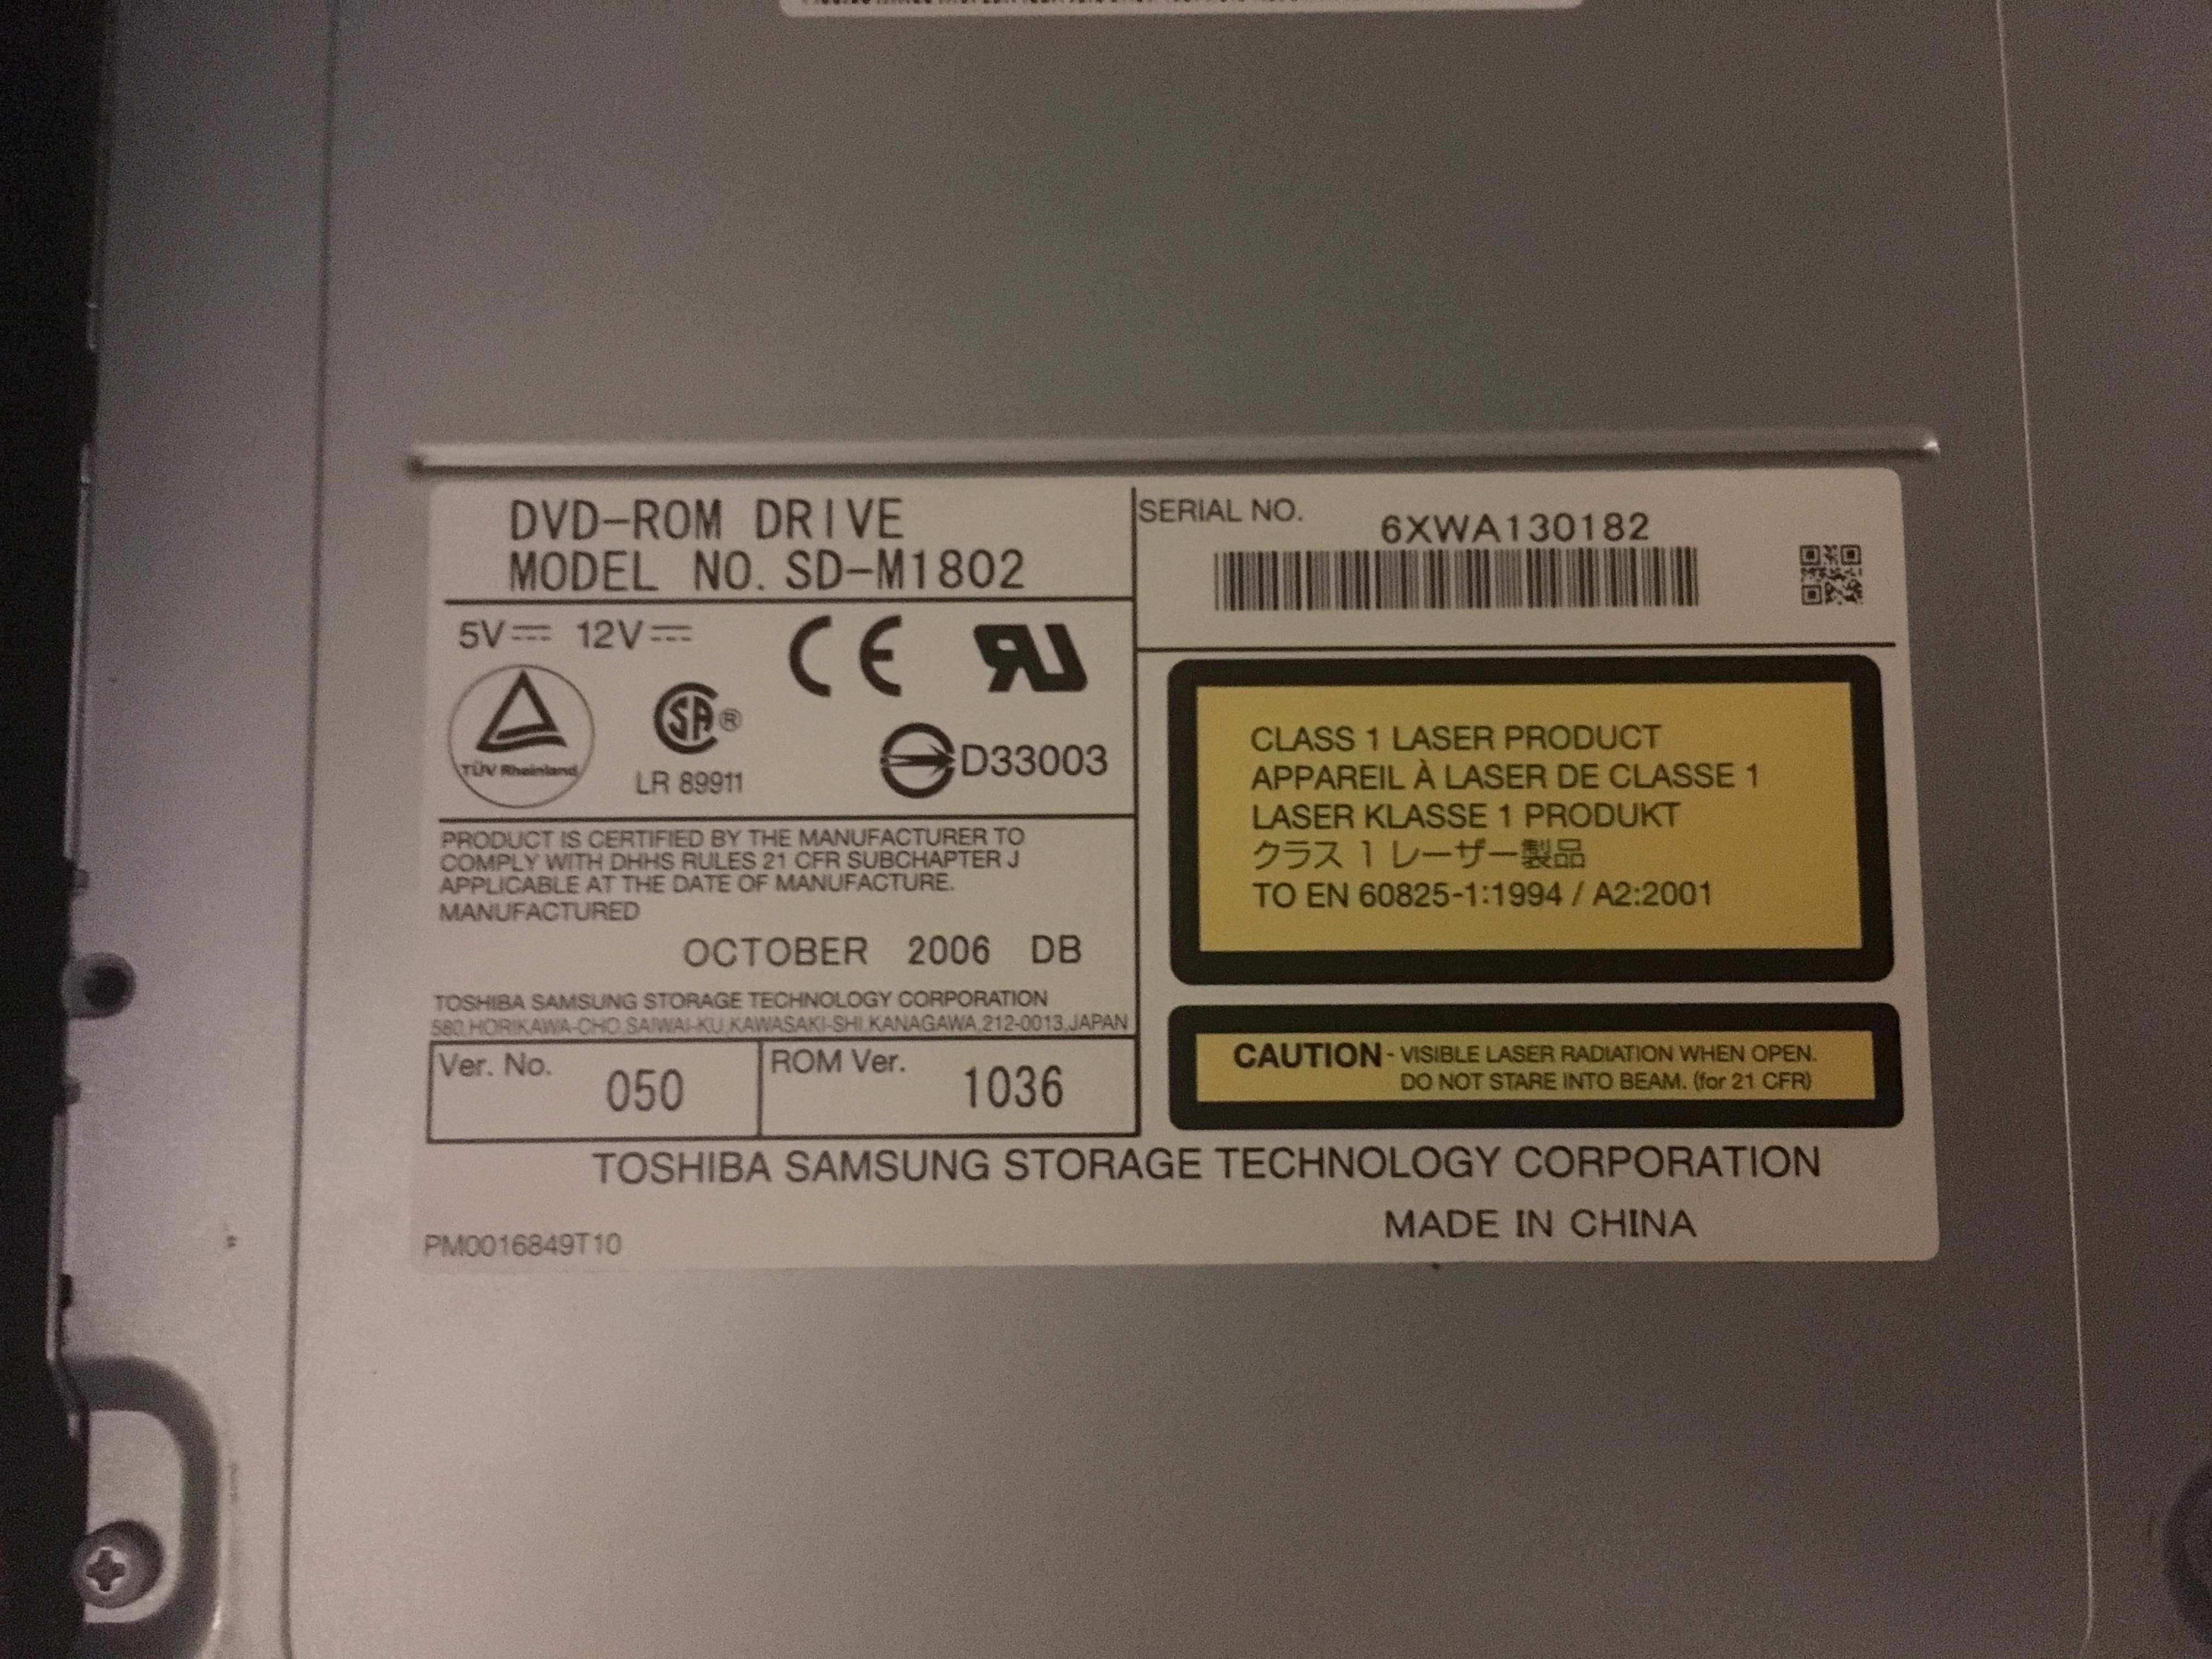 DVD-ROM DRIVE
MODEL NO. SD-M1802
5V 12V
CE
TÜV Rheinland
SA®
LR 89911
D33003
PRODUCT IS CERTIFIED BY THE MANUFACTURER TO
COMPLY WITH DHHS RULES 21 CFR SUBCHAPTER J
APPLICABLE AT THE DATE OF MANUFACTURE.
MANUFACTURED
OCTOBER 2006 DB
TOSHIBA SAMSUNG STORAGE TECHNOLOGY CORPORATION
580,HORIKAWA-CHO,SAIWAI-KU,KAWASAKI-SHI,KANAGAWA,212-0013,JAPAN
Ver. No. 050
ROM Ver. 1036
SERIAL NO. 6XWA130182
CLASS 1 LASER PRODUCT
APPAREIL À LASER DE CLASSE 1
LASER KLASSE 1 PRODUKT
クラス 1 レーザー製品
TO EN 60825-1:1994 / A2:2001
CAUTION - VISIBLE LASER RADIATION WHEN OPEN.
DO NOT STARE INTO BEAM. (for 21 CFR)
TOSHIBA SAMSUNG STORAGE TECHNOLOGY CORPORATION
MADE IN CHINA
PM0016849T10